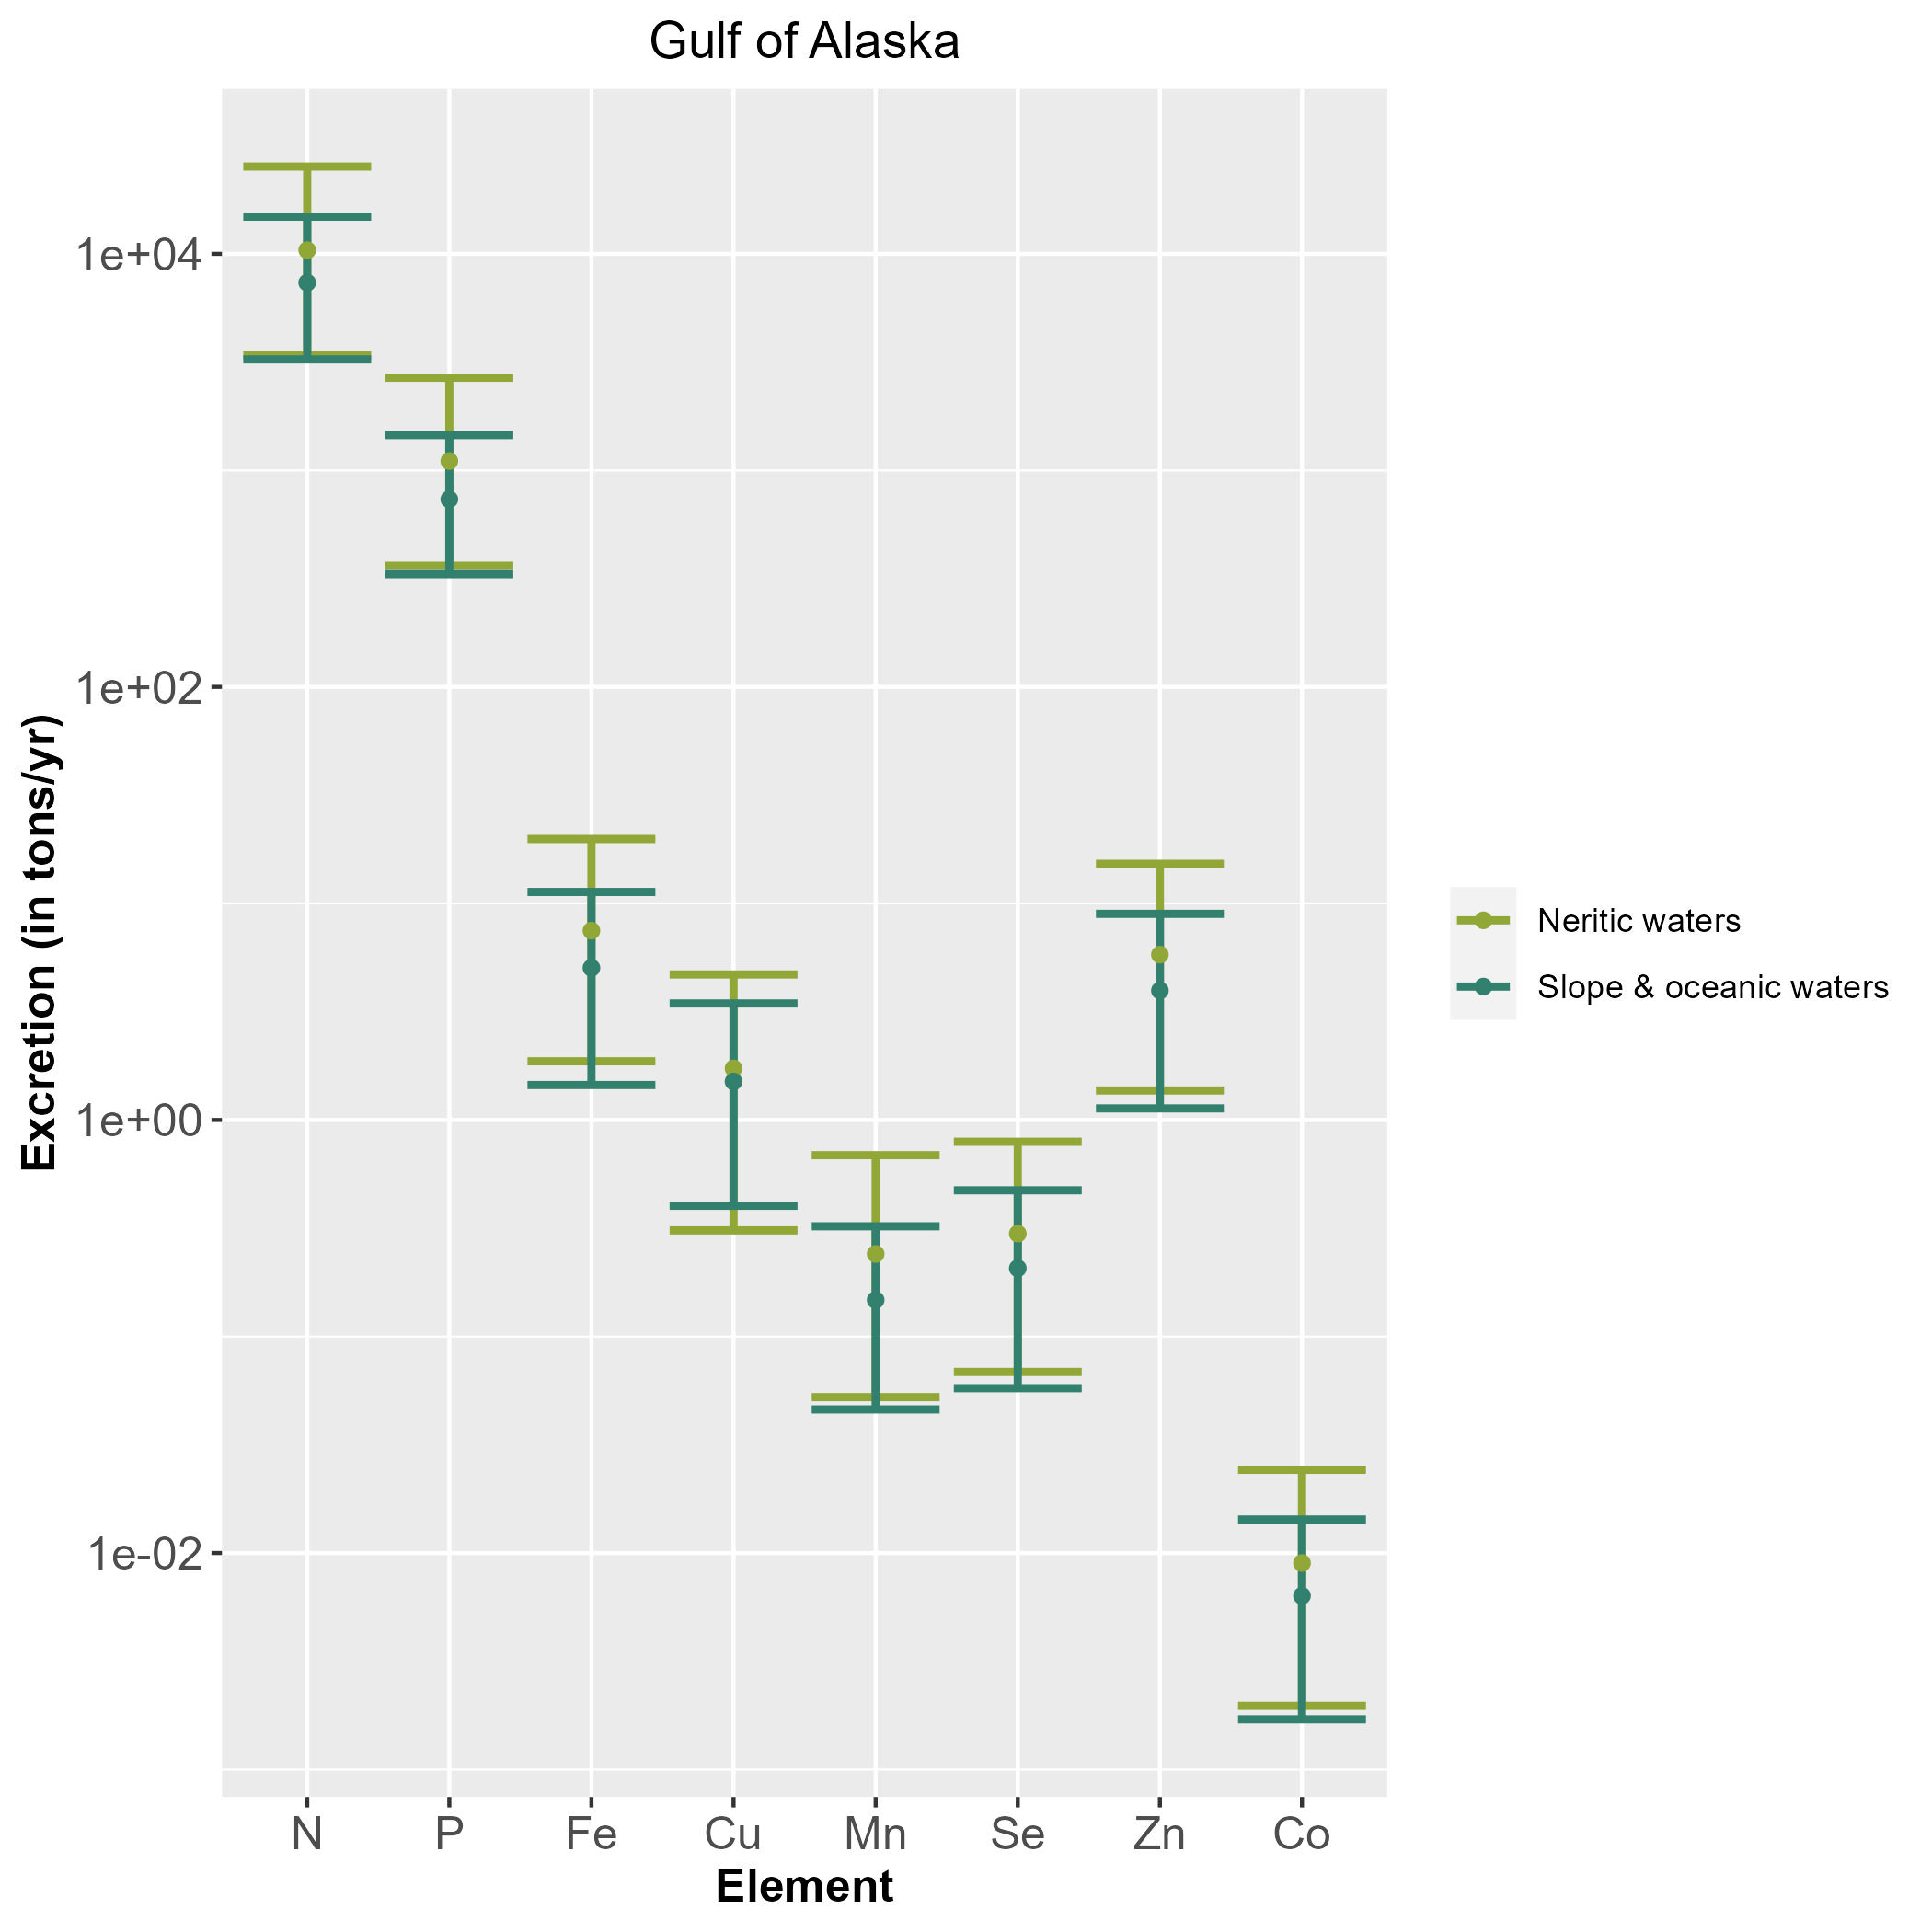 Gulf of Alaska
1e+04
1e+02
1e+00
1e-02
Excretion (in tons/yr)
N P Fe Cu Mn Se Zn Co
Element
Neritic waters
Slope & oceanic waters